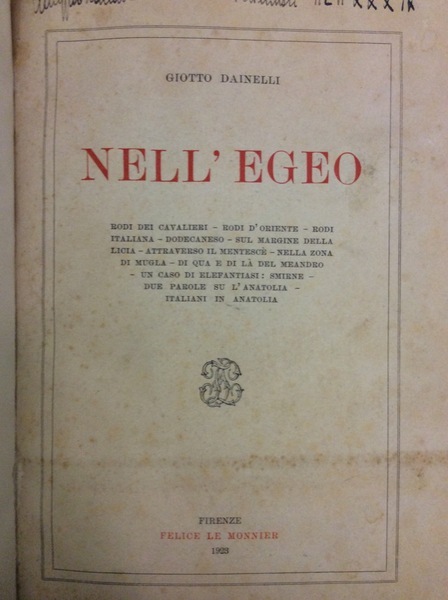 GIOTTO DAINELLI
NELL' EGEO
RODI DEI CAVALIERI – RODI D'ORIENTE – RODI
ITALIANA – DODECANESO – SUL MARGINE DELLA
LICIA – ATTRAVERSO IL MENTESCÈ – NELLA ZONA
DI MUGLA – DI QUA E DI LÀ DEL MEANDRO
– UN CASO DI ELEFANTIASI: SMIRNE –
DUE PAROLE SU L'ANATOLIA –
ITALIANI IN ANATOLIA
FIRENZE
FELICE LE MONNIER
1923